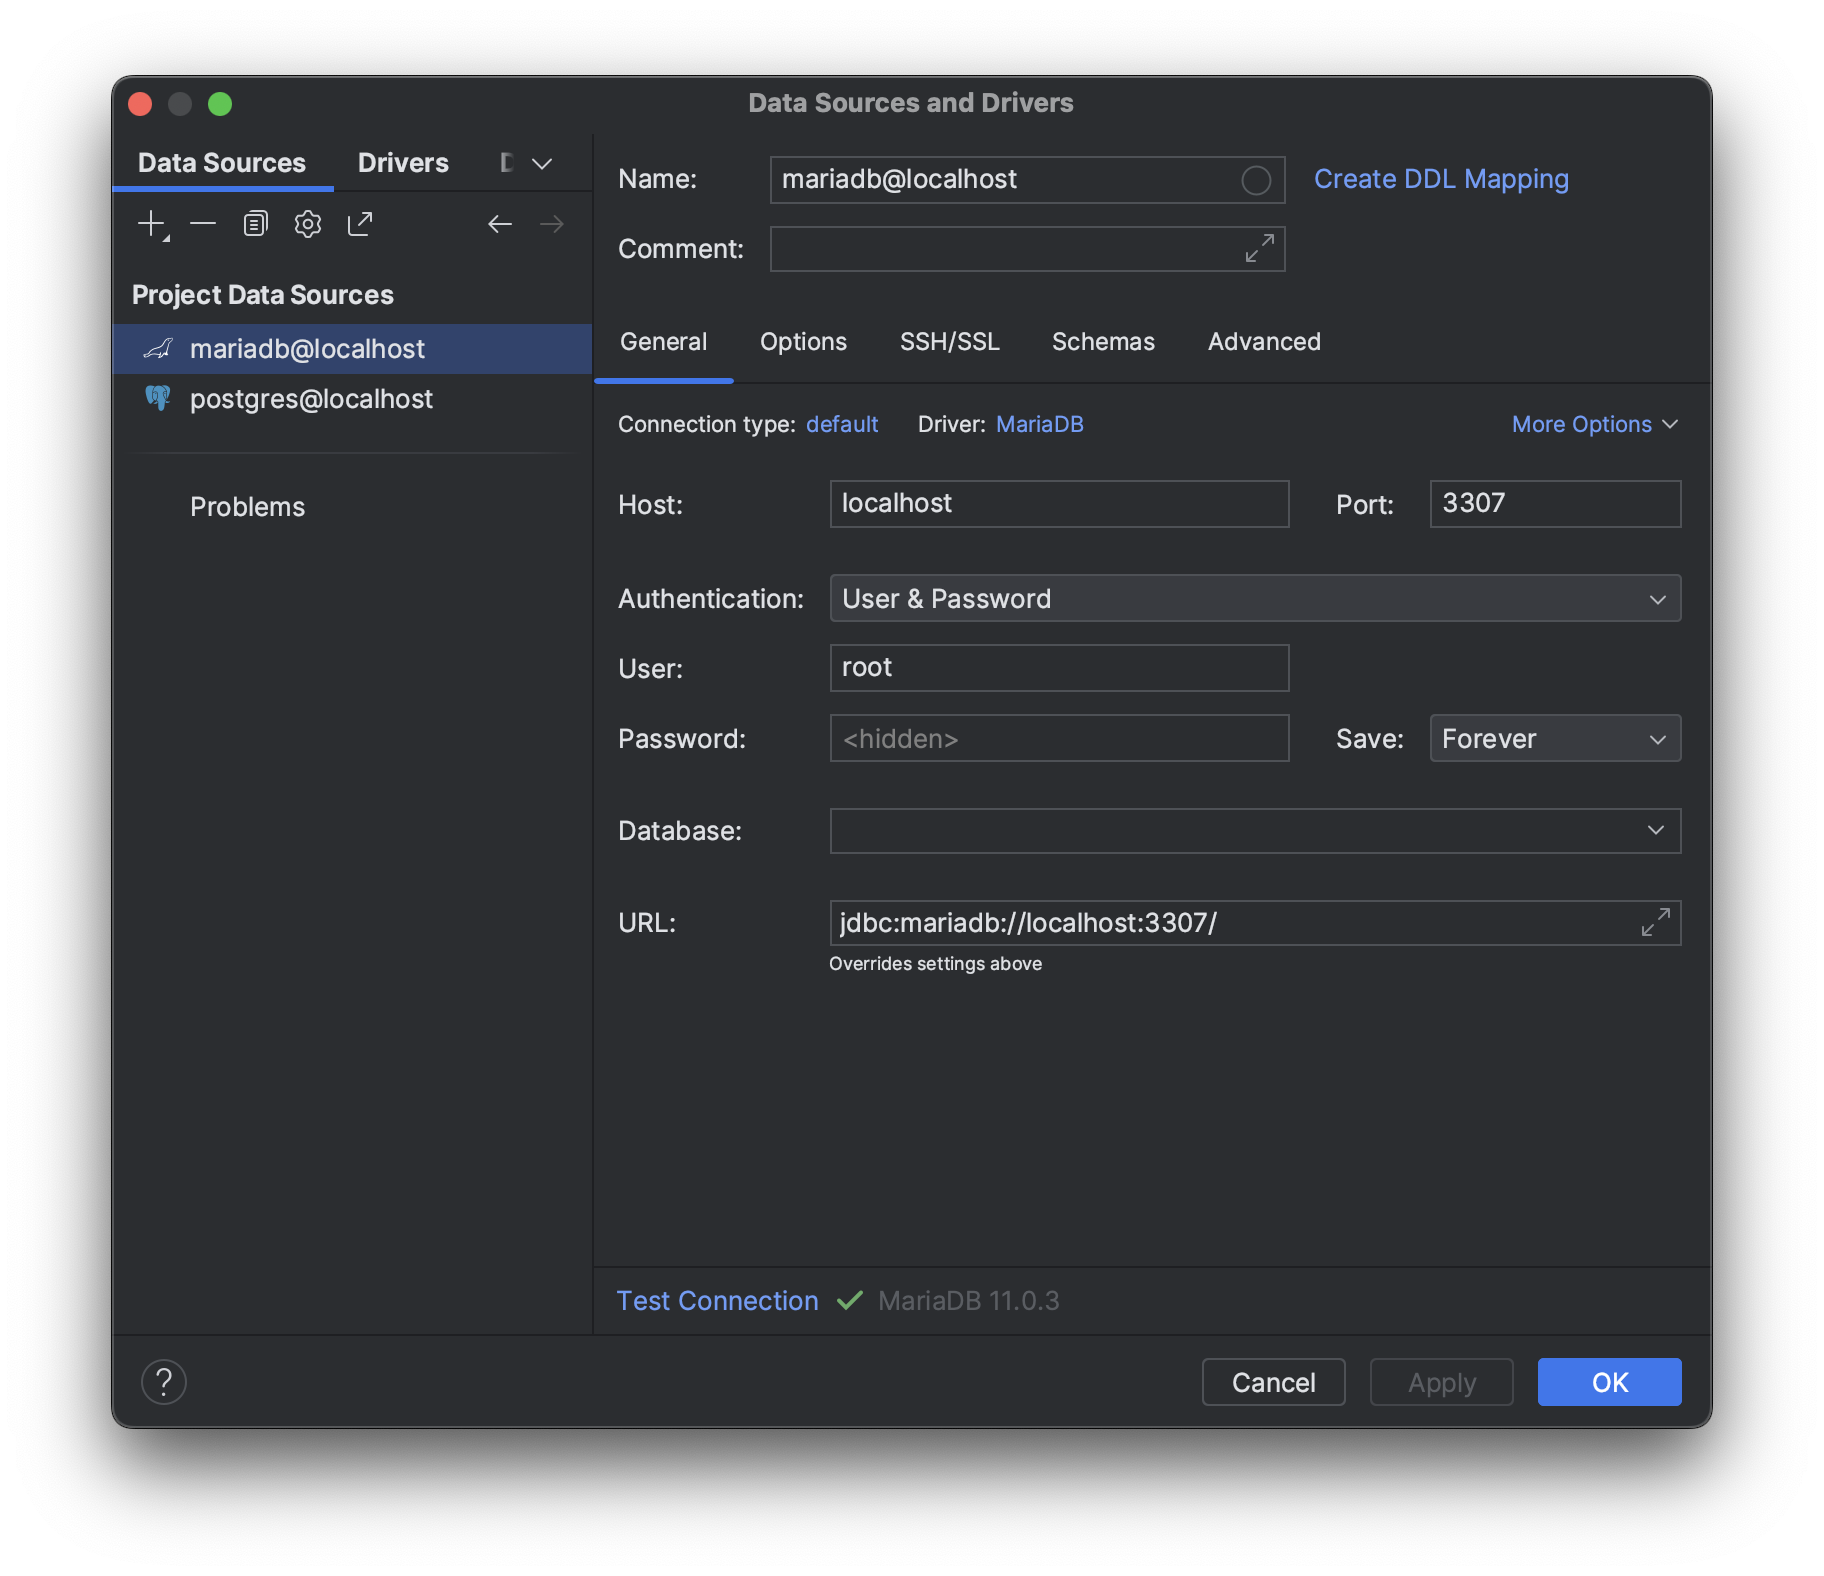 Data Sources and Drivers
Data Sources Drivers
Project Data Sources
mariadb@localhost
postgres@localhost
Problems
Name: mariadb@localhost Create DDL Mapping
Comment:
General Options SSH/SSL Schemas Advanced
Connection type: default Driver: MariaDB More Options
Host: localhost Port: 3307
Authentication: User & Password
User: root
Password: <hidden> Save: Forever
Database:
URL: jdbc:mariadb://localhost:3307/
Overrides settings above
Test Connection MariaDB 11.0.3
? Cancel Apply OK